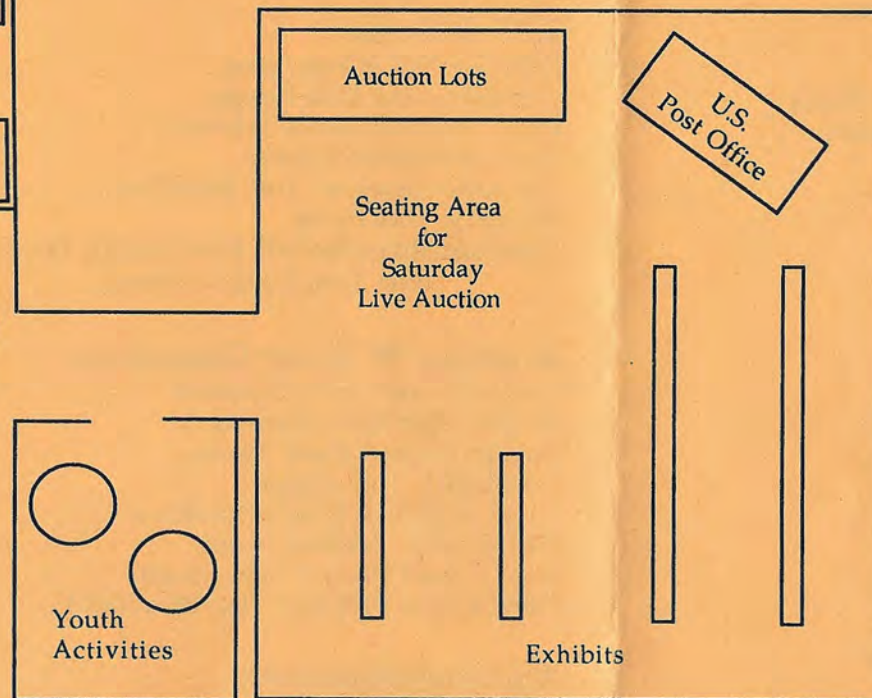 Auction Lots
U.S.
Post Office
Seating Area
for
Saturday
Live Auction
Youth
Activities
Exhibits